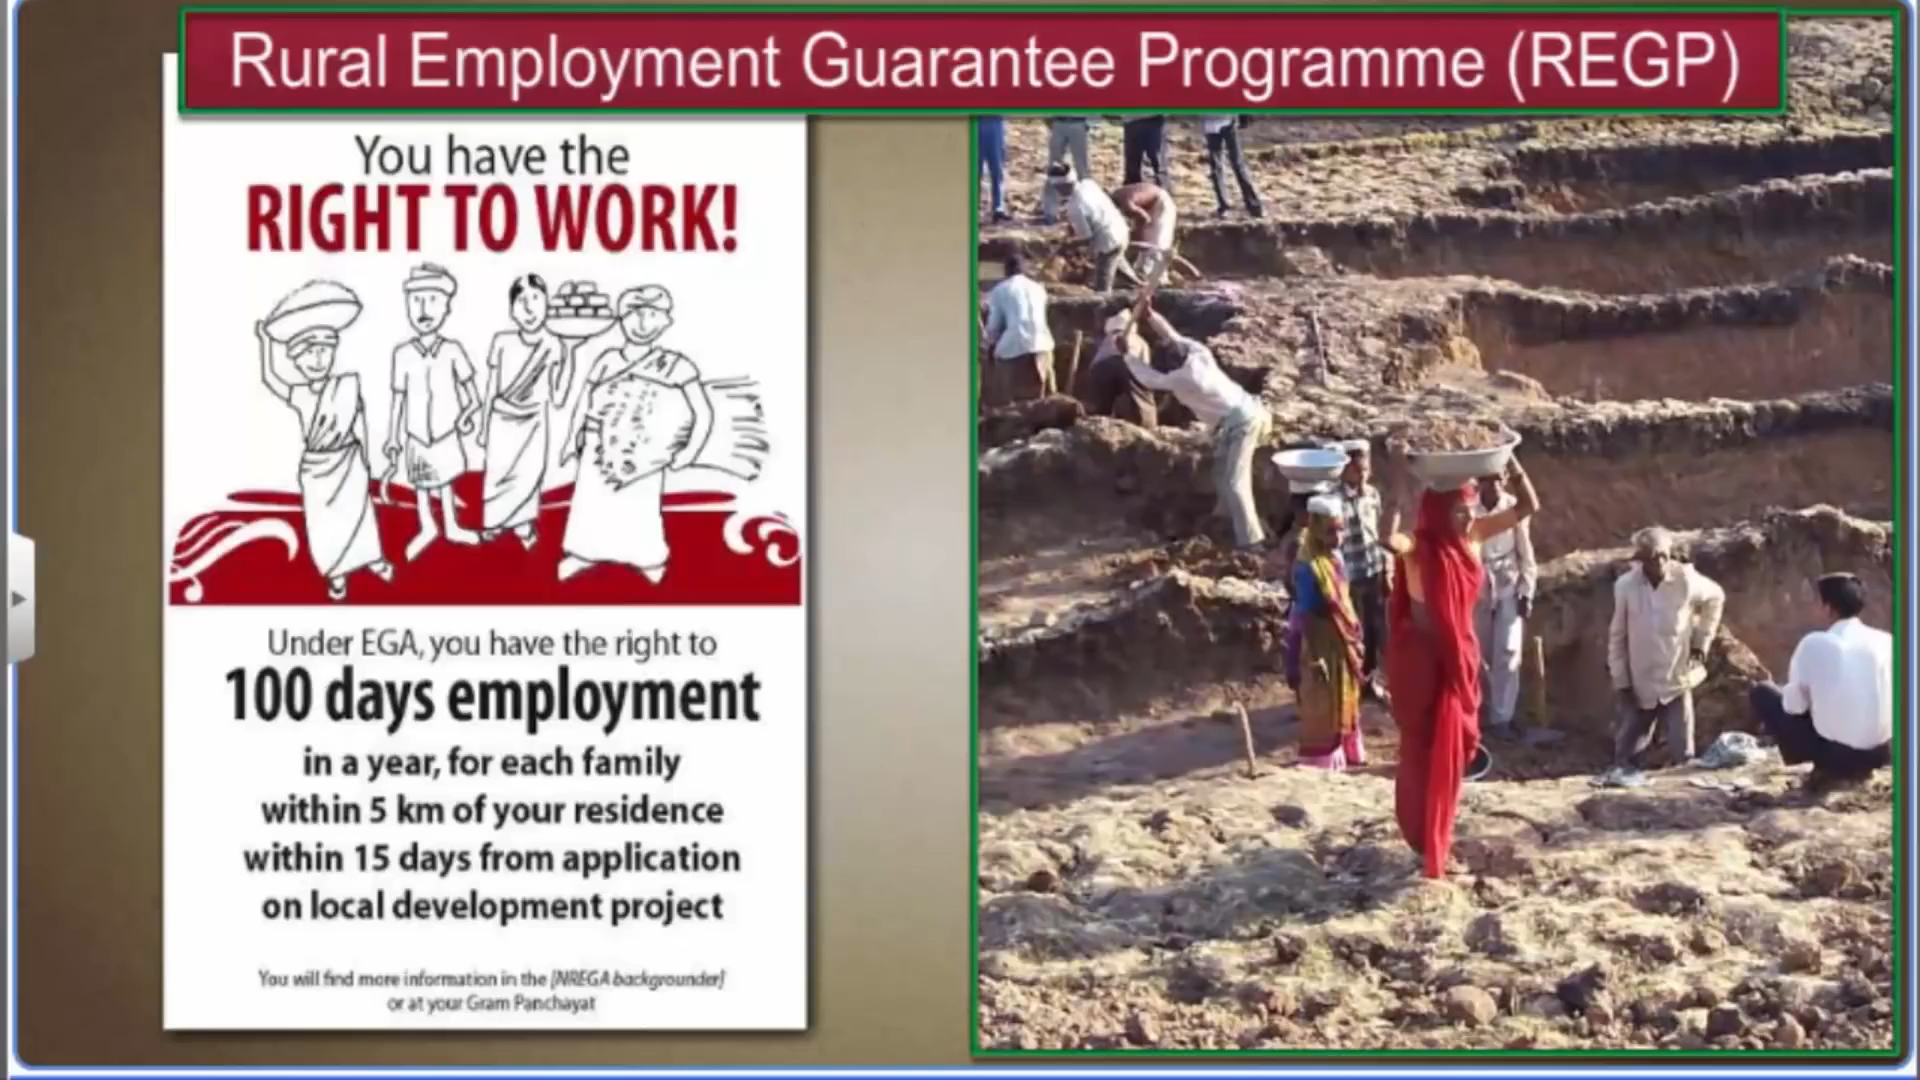 Rural Employment Guarantee Programme (REGP)
You have the
RIGHT TO WORK!
Under EGA, you have the right to
100 days employment
in a year, for each family
within 5 km of your residence
within 15 days from application
on local development project
You will find more information in the [NREGA backgrounder]
or at your Gram Panchayat